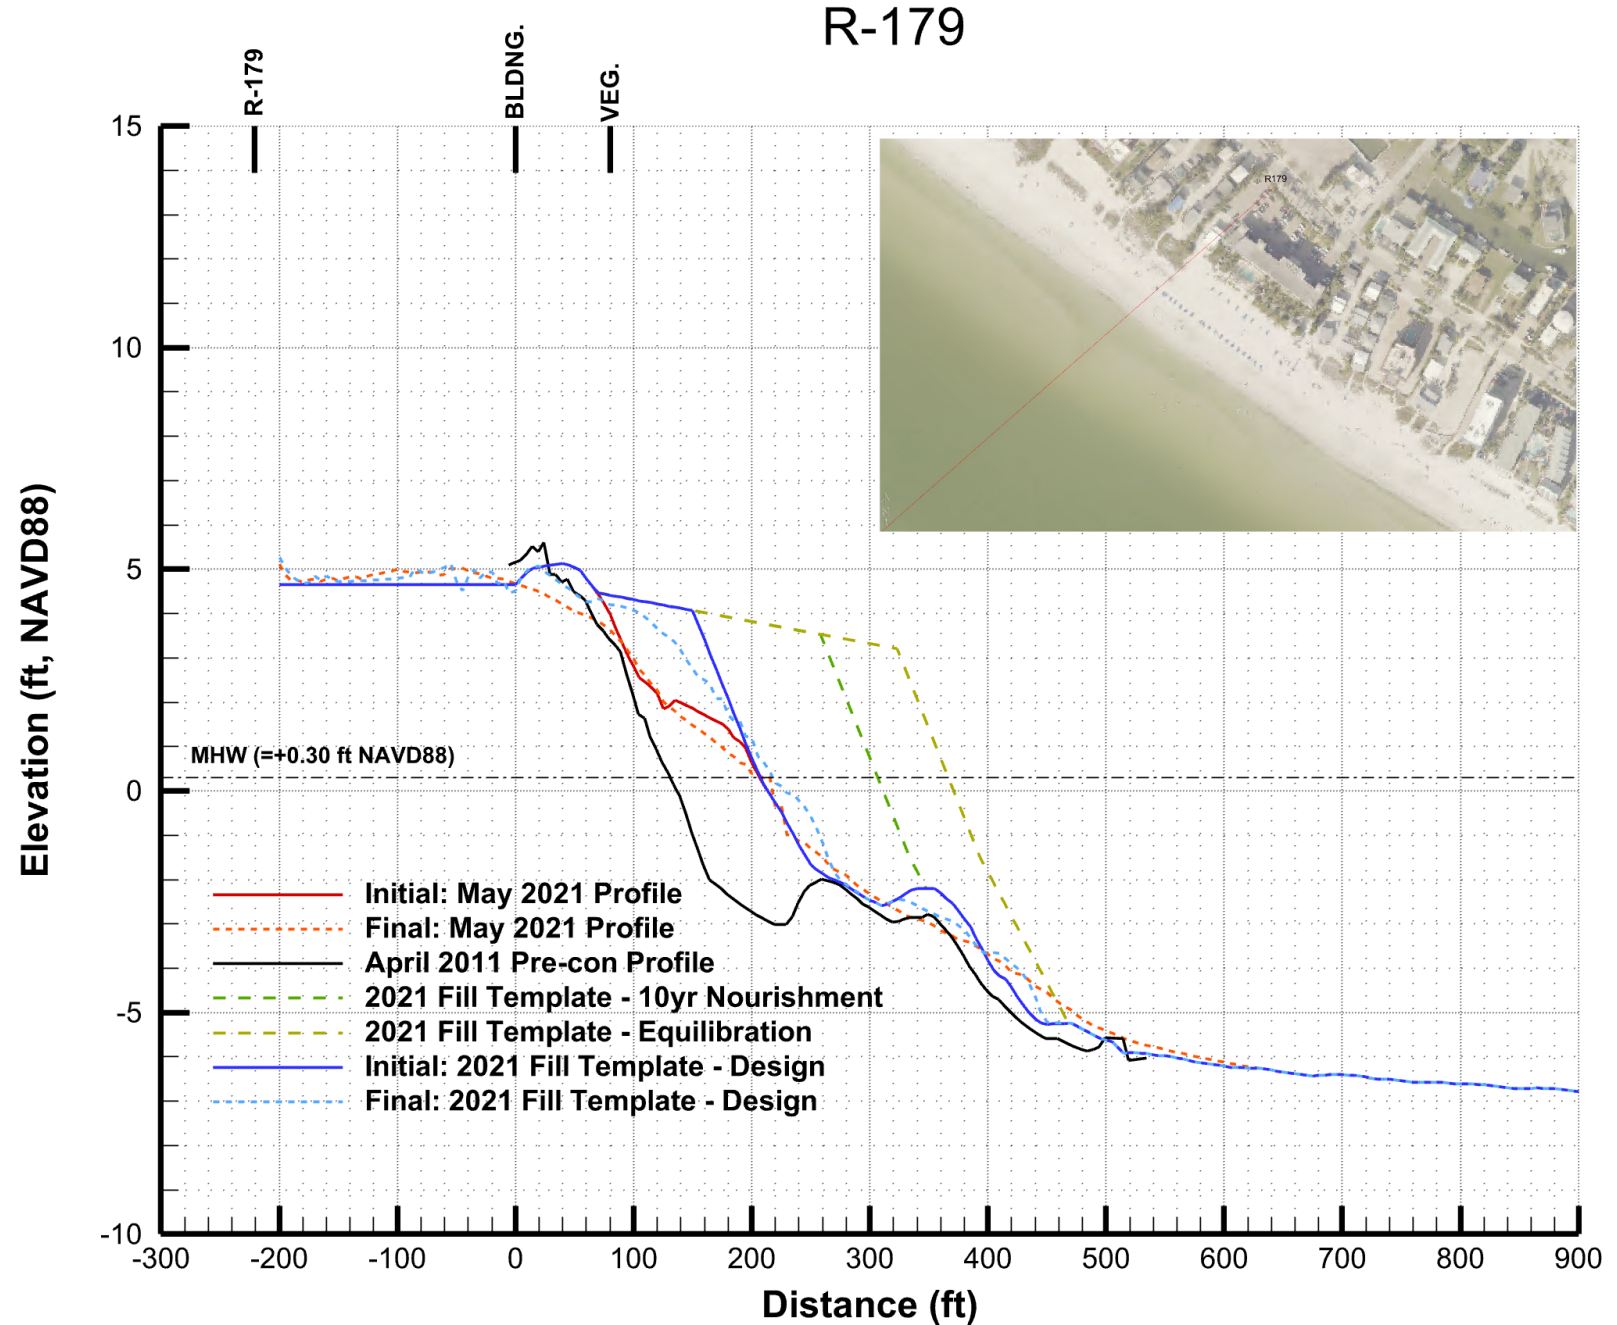 R-179
R-179
BLDNG.
VEG.
15
10
5
0
-5
-10
Elevation (ft, NAVD88)
R179
MHW (=+0.30 ft NAVD88)
Initial: May 2021 Profile
Final: May 2021 Profile
April 2011 Pre-con Profile
2021 Fill Template - 10yr Nourishment
2021 Fill Template - Equilibration
Initial: 2021 Fill Template - Design
Final: 2021 Fill Template - Design
-300 -200 -100 0 100 200 300 400 500 600 700 800 900
Distance (ft)